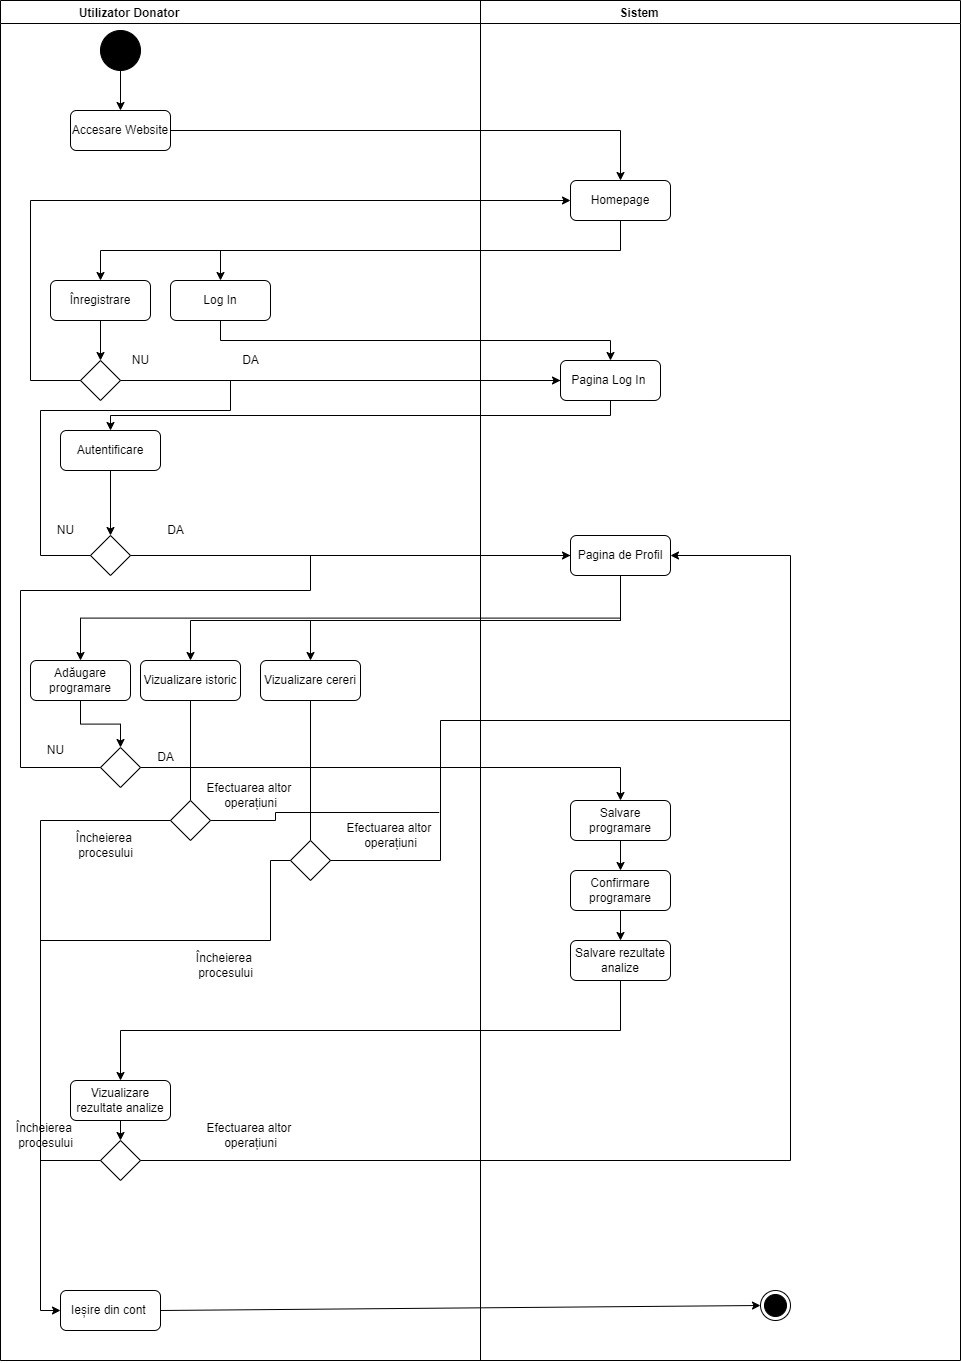 Utilizator Donator
Sistem
Accesare Website
Homepage
Înregistrare
Log In
NU
DA
Pagina Log In
Autentificare
NU
DA
Pagina de Profil
Adăugare
programare
Vizualizare istoric
Vizualizare cereri
NU
DA
Efectuarea altor
operațiuni
Salvare
programare
Încheierea
procesului
Efectuarea altor
operațiuni
Confirmare
programare
Salvare rezultate
analize
Încheierea
procesului
Vizualizare
rezultate analize
Încheierea
procesului
Efectuarea altor
operațiuni
Ieșire din cont